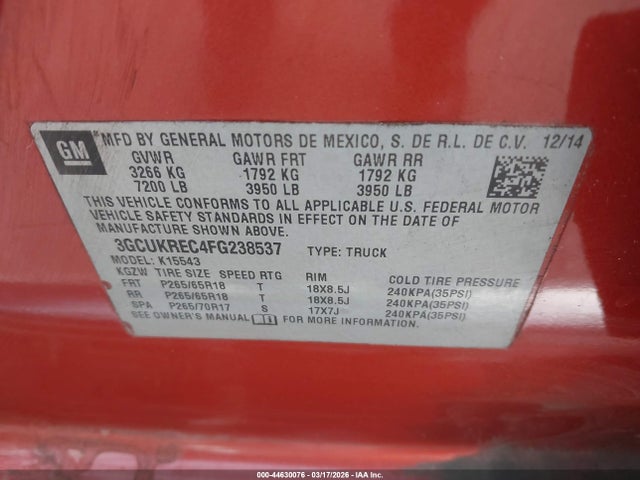 GM
MFD BY GENERAL MOTORS DE MEXICO, S. DE R.L. DE C.V. 12/14
GVWR GAWR FRT GAWR RR
3266 KG 1792 KG 1792 KG
7200 LB 3950 LB 3950 LB
THIS VEHICLE CONFORMS TO ALL APPLICABLE U.S. FEDERAL MOTOR
VEHICLE SAFETY STANDARDS IN EFFECT ON THE DATE OF
MANUFACTURE SHOWN ABOVE.
3GCUKREC4FG238537 TYPE: TRUCK
MODEL: K15543
KGZW TIRE SIZE SPEED RTG RIM COLD TIRE PRESSURE
FRT P265/65R18 T 18X8.5J 240KPA(35PSI)
RR P265/65R18 T 18X8.5J 240KPA(35PSI)
SPA P265/70R17 S 17X7J 240KPA(35PSI)
SEE OWNER'S MANUAL FOR MORE INFORMATION.
000-44630076 | 03/17/2026 - IAA Inc.